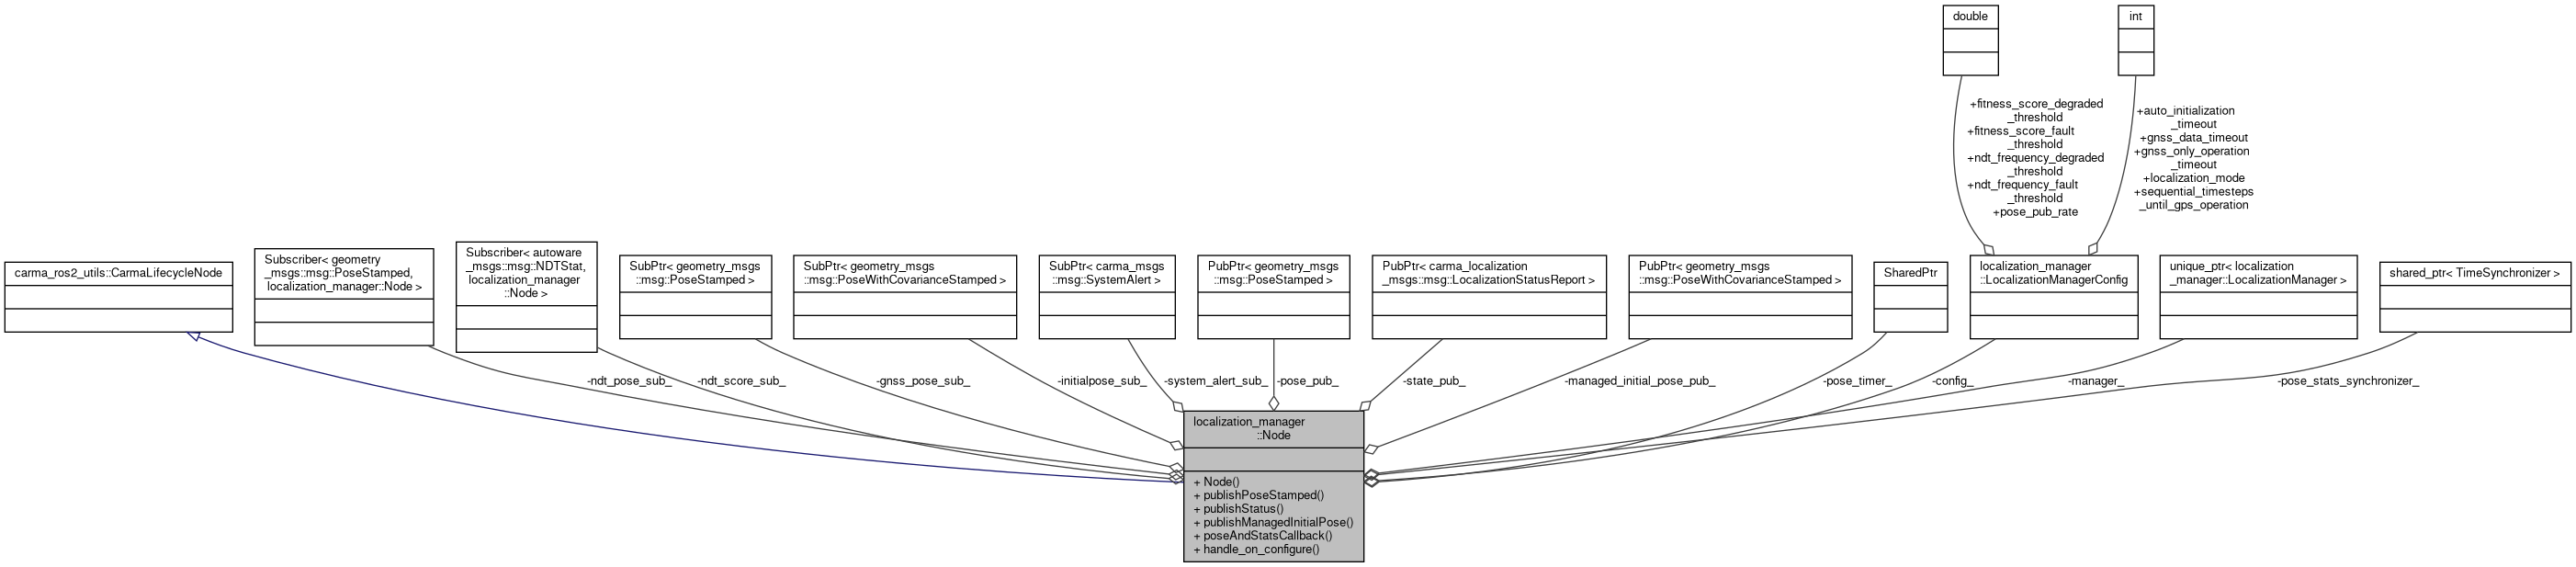 double
int
+fitness_score_degraded
_threshold
+fitness_score_fault
_threshold
+ndt_frequency_degraded
_threshold
+ndt_frequency_fault
_threshold
+pose_pub_rate
+auto_initialization
_timeout
+gnss_data_timeout
+gnss_only_operation
_timeout
+localization_mode
+sequential_timesteps
_until_gps_operation
carma_ros2_utils::CarmaLifecycleNode
Subscriber< geometry
_msgs::msg::PoseStamped,
localization_manager::Node >
Subscriber< autoware
_msgs::msg::NDTStat,
localization_manager
::Node >
SubPtr< geometry_msgs
::msg::PoseStamped >
SubPtr< geometry_msgs
::msg::PoseWithCovarianceStamped >
SubPtr< carma_msgs
::msg::SystemAlert >
PubPtr< geometry_msgs
::msg::PoseStamped >
PubPtr< carma_localization
_msgs::msg::LocalizationStatusReport >
PubPtr< geometry_msgs
::msg::PoseWithCovarianceStamped >
SharedPtr
localization_manager
::LocalizationManagerConfig
unique_ptr< localization
_manager::LocalizationManager >
shared_ptr< TimeSynchronizer >
-ndt_pose_sub_
-ndt_score_sub_
-gnss_pose_sub_
-initialpose_sub_
-system_alert_sub_
-pose_pub_
-state_pub_
-managed_initial_pose_pub_
-pose_timer_
-config_
-manager_
-pose_stats_synchronizer_
localization_manager
::Node
+ Node()
+ publishPoseStamped()
+ publishStatus()
+ publishManagedInitialPose()
+ poseAndStatsCallback()
+ handle_on_configure()